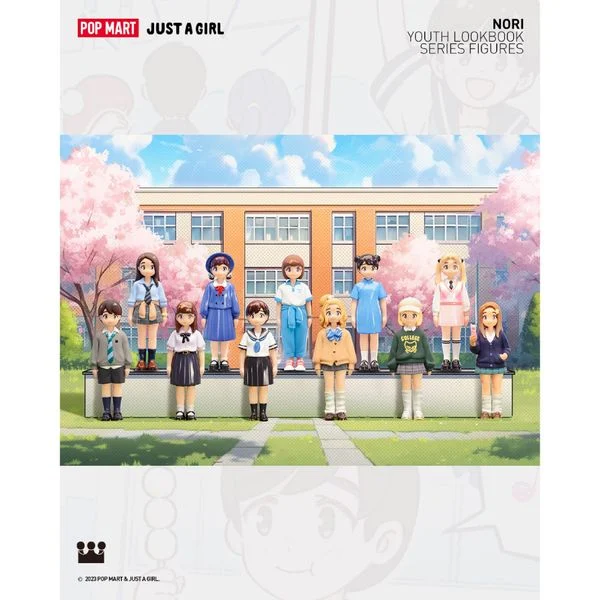 POP MART JUST A GIRL
NORI
YOUTH LOOKBOOK
SERIES FIGURES
COLLEGE
© 2023 POP MART & JUST A GIRL.